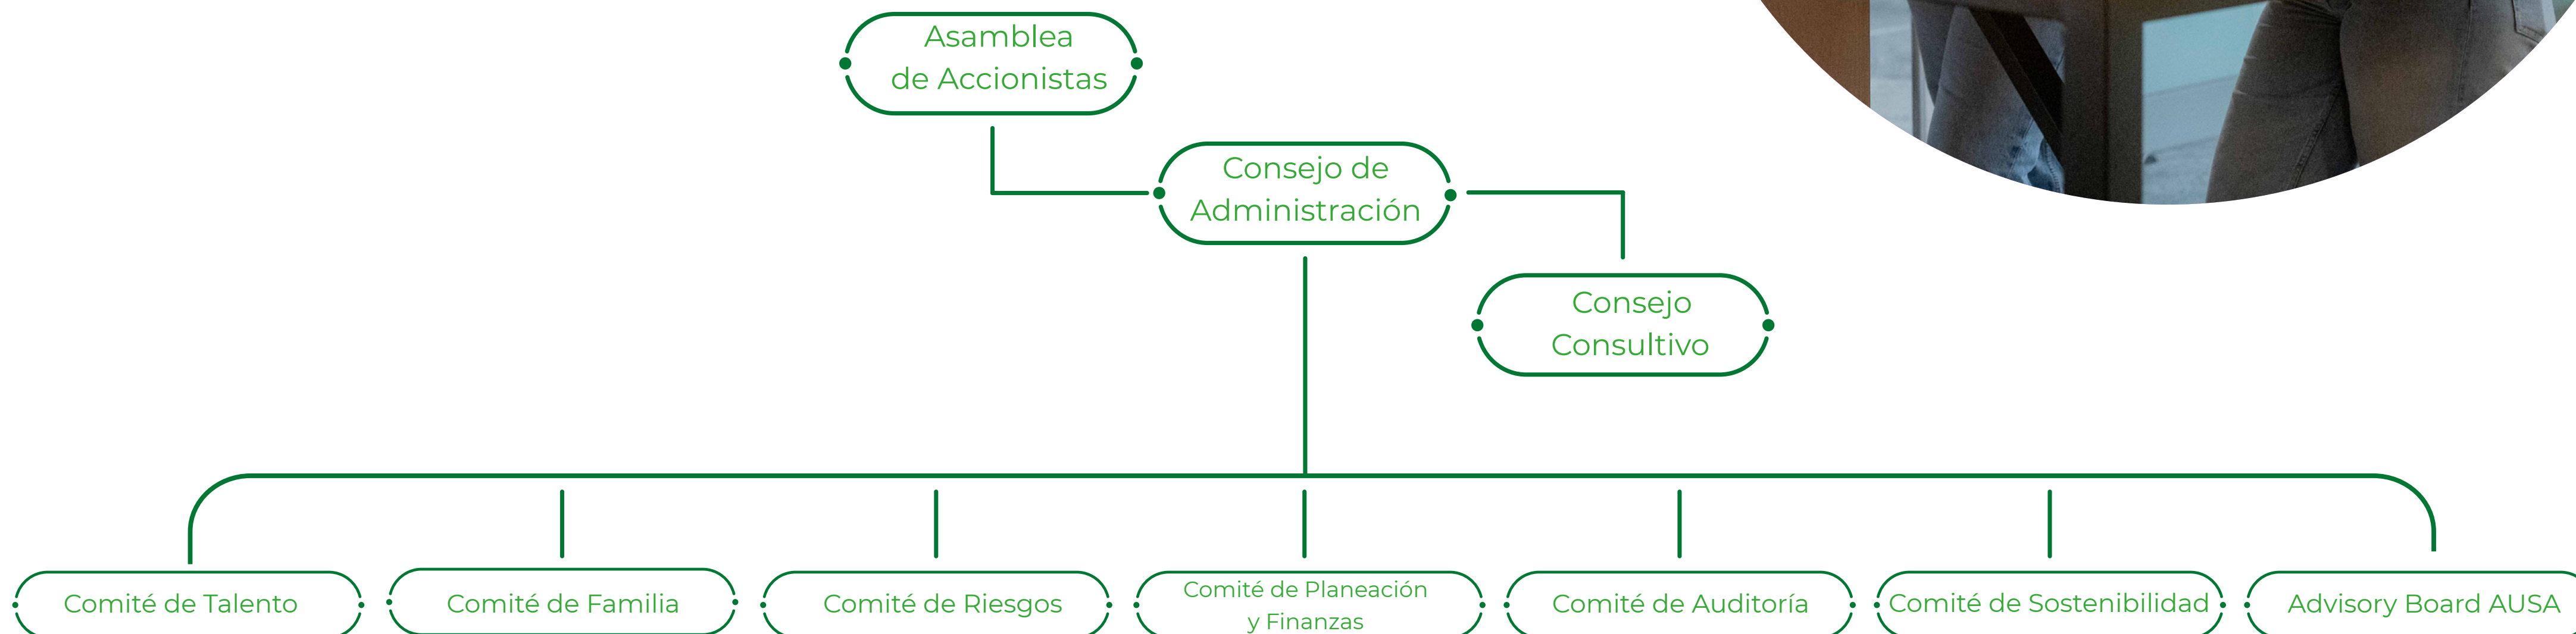 Asamblea
de Accionistas
Consejo de
Administración
Consejo
Consultivo
Comité de Talento
Comité de Familia
Comité de Riesgos
Comité de Planeación
y Finanzas
Comité de Auditoría
Comité de Sostenibilidad
Advisory Board AUSA